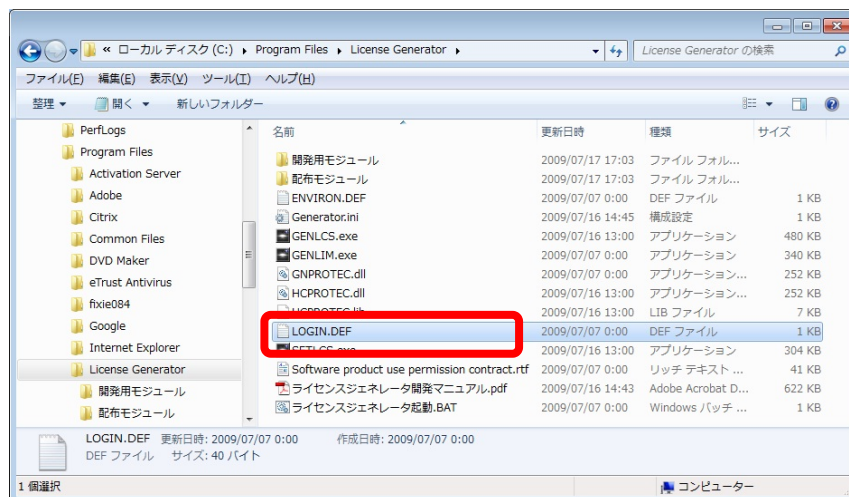 « ローカル ディスク (C:) ▸ Program Files ▸ License Generator ▸
License Generator の検索
ファイル(F) 編集(E) 表示(V) ツール(T) ヘルプ(H)
整理 ▼ 開く ▼ 新しいフォルダー
PerfLogs
Program Files
Activation Server
Adobe
Citrix
Common Files
DVD Maker
eTrust Antivirus
fixie084
Google
Internet Explorer
License Generator
開発用モジュール
配布モジュール
名前 更新日時 種類 サイズ
開発用モジュール 2009/07/17 17:03 ファイル フォル...
配布モジュール 2009/07/17 17:03 ファイル フォル...
ENVIRON.DEF 2009/07/07 0:00 DEF ファイル 1 KB
Generator.ini 2009/07/16 14:45 構成設定 1 KB
GENLCS.exe 2009/07/16 13:00 アプリケーション 480 KB
GENLIM.exe 2009/07/07 0:00 アプリケーション 340 KB
GNPROTEC.dll 2009/07/07 0:00 アプリケーション... 252 KB
HCPROTEC.dll 2009/07/16 13:00 アプリケーション... 252 KB
HCPROTEC.lib 2009/07/16 13:00 LIB ファイル 7 KB
LOGIN.DEF 2009/07/07 0:00 DEF ファイル 1 KB
SETLCS.exe 2009/07/16 13:00 アプリケーション 304 KB
Software product use permission contract.rtf 2009/07/07 0:00 リッチ テキスト ... 41 KB
ライセンスジェネレータ開発マニュアル.pdf 2009/07/16 14:43 Adobe Acrobat D... 622 KB
ライセンスジェネレータ起動.BAT 2009/07/07 0:00 Windows バッチ ... 1 KB
LOGIN.DEF 更新日時: 2009/07/07 0:00 作成日時: 2009/07/07 0:00
DEF ファイル サイズ: 40 バイト
1 個選択 コンピューター